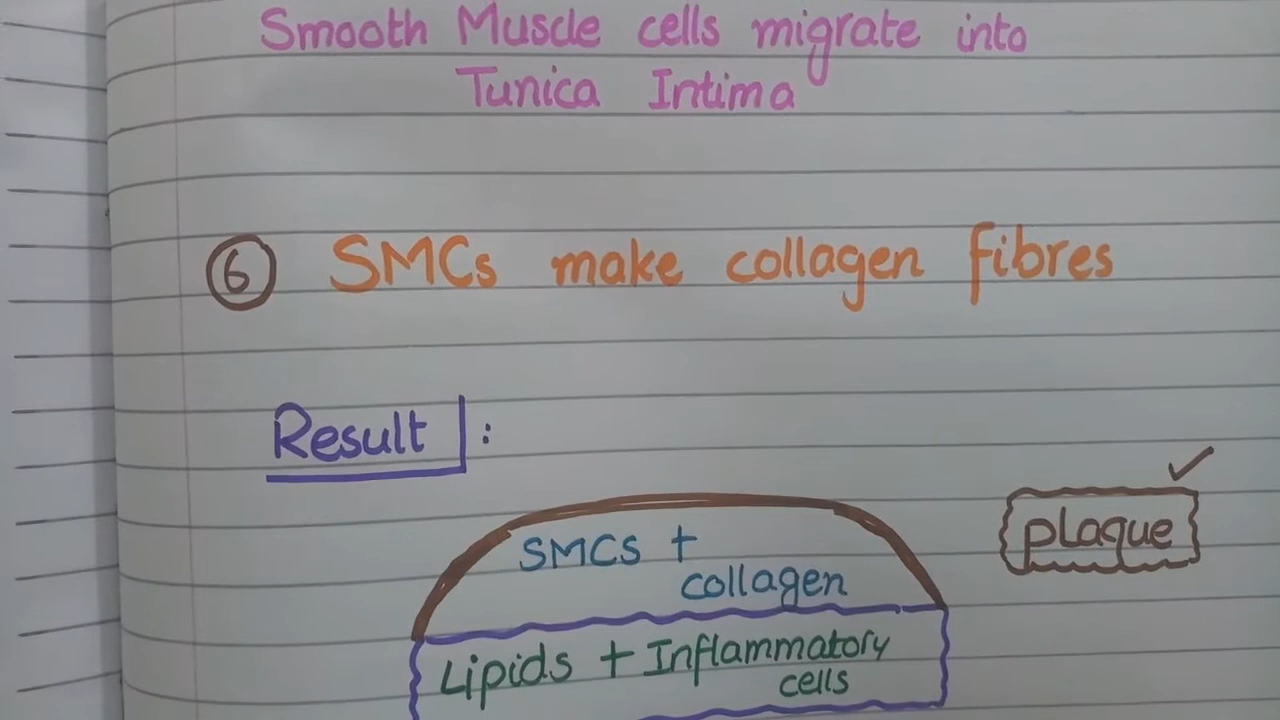 Smooth Muscle cells migrate into
Tunica Intima
6 SMCs make collagen fibres
Result :
plaque
SMCs +
collagen
Lipids + Inflammatory
cells